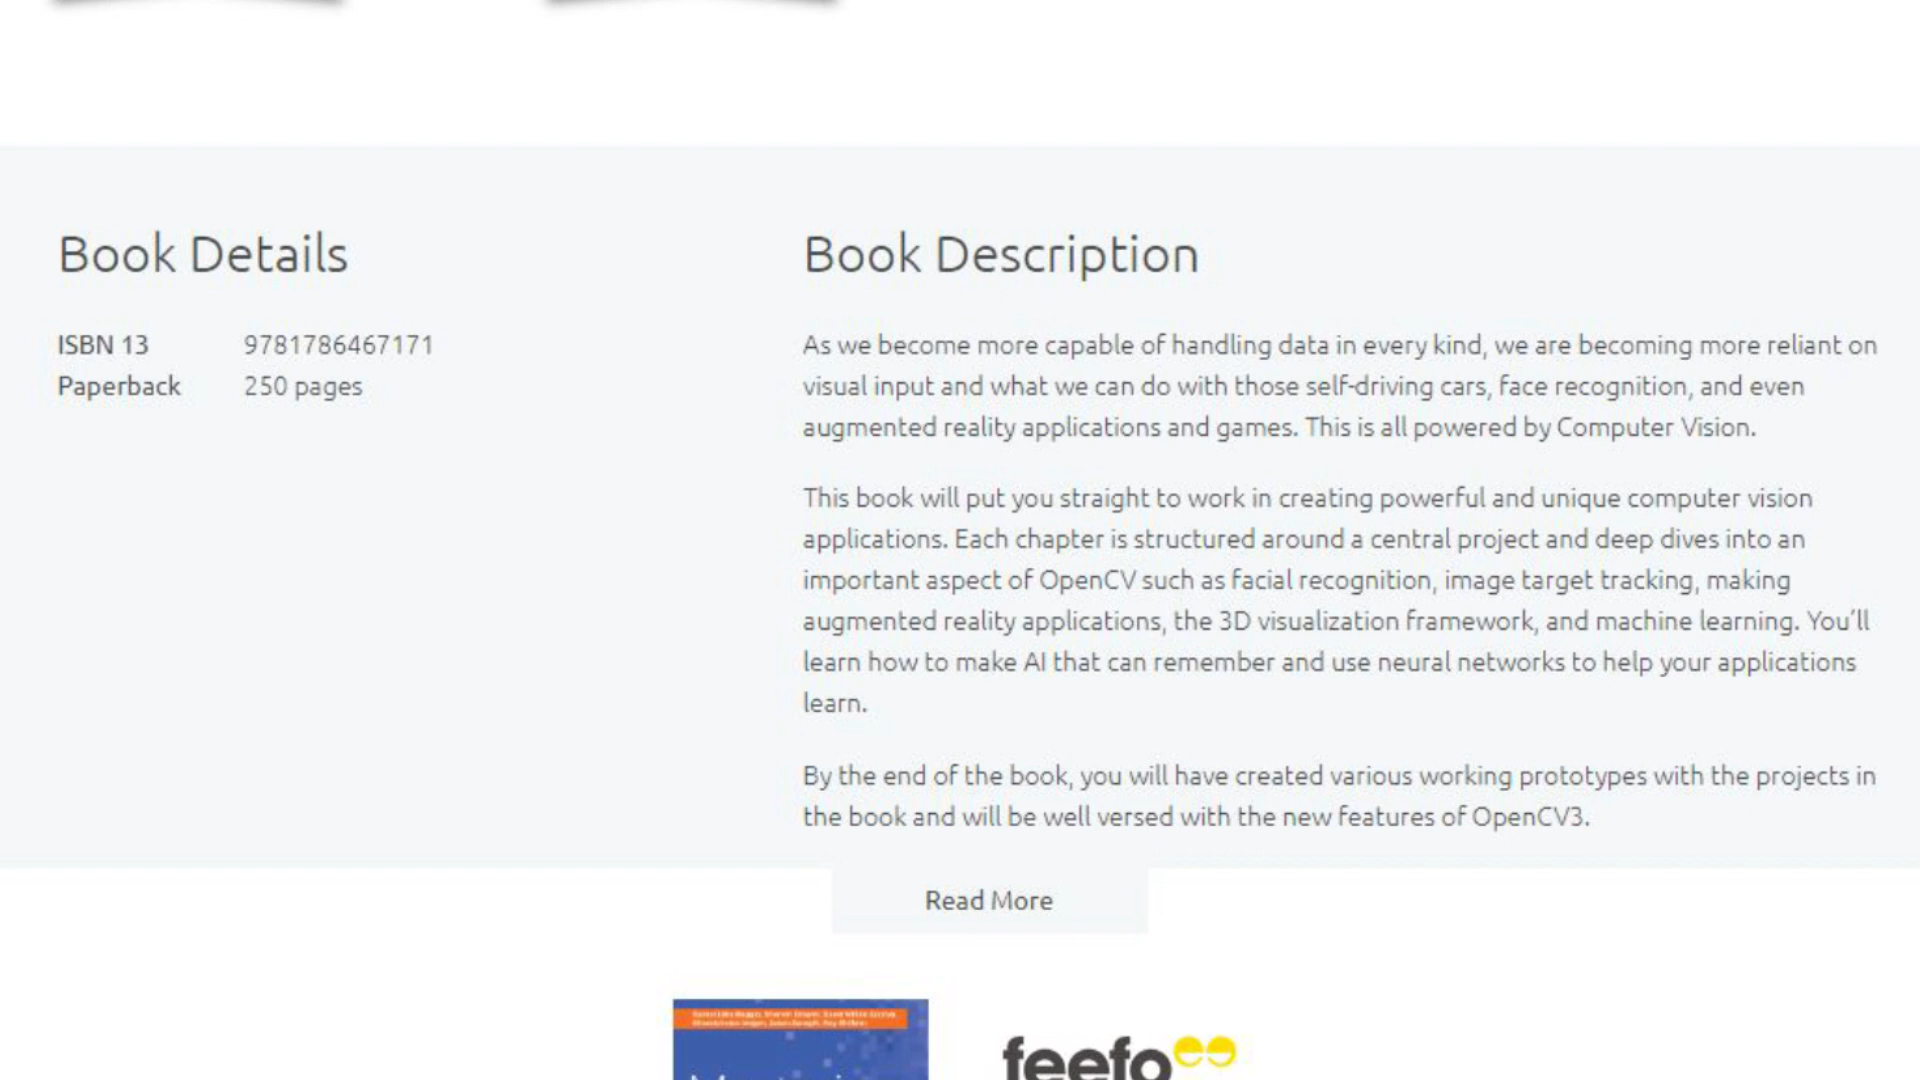 Book Details
ISBN 13 9781786467171
Paperback 250 pages
Book Description
As we become more capable of handling data in every kind, we are becoming more reliant on
visual input and what we can do with those self-driving cars, face recognition, and even
augmented reality applications and games. This is all powered by Computer Vision.
This book will put you straight to work in creating powerful and unique computer vision
applications. Each chapter is structured around a central project and deep dives into an
important aspect of OpenCV such as facial recognition, image target tracking, making
augmented reality applications, the 3D visualization framework, and machine learning. You'll
learn how to make AI that can remember and use neural networks to help your applications
learn.
By the end of the book, you will have created various working prototypes with the projects in
the book and will be well versed with the new features of OpenCV3.
Read More
feefo